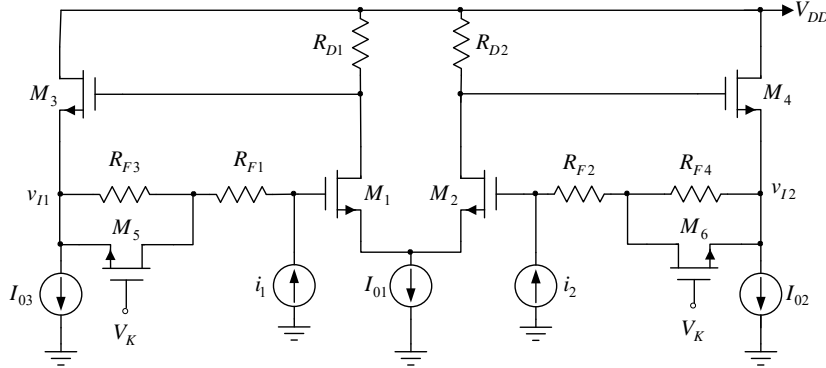 V_DD
R_D1
R_D2
M_3
M_4
R_F3
R_F1
R_F2
R_F4
v_I1
M_1
M_2
v_I2
M_5
M_6
I_03
i_1
I_01
i_2
I_02
V_K
V_K